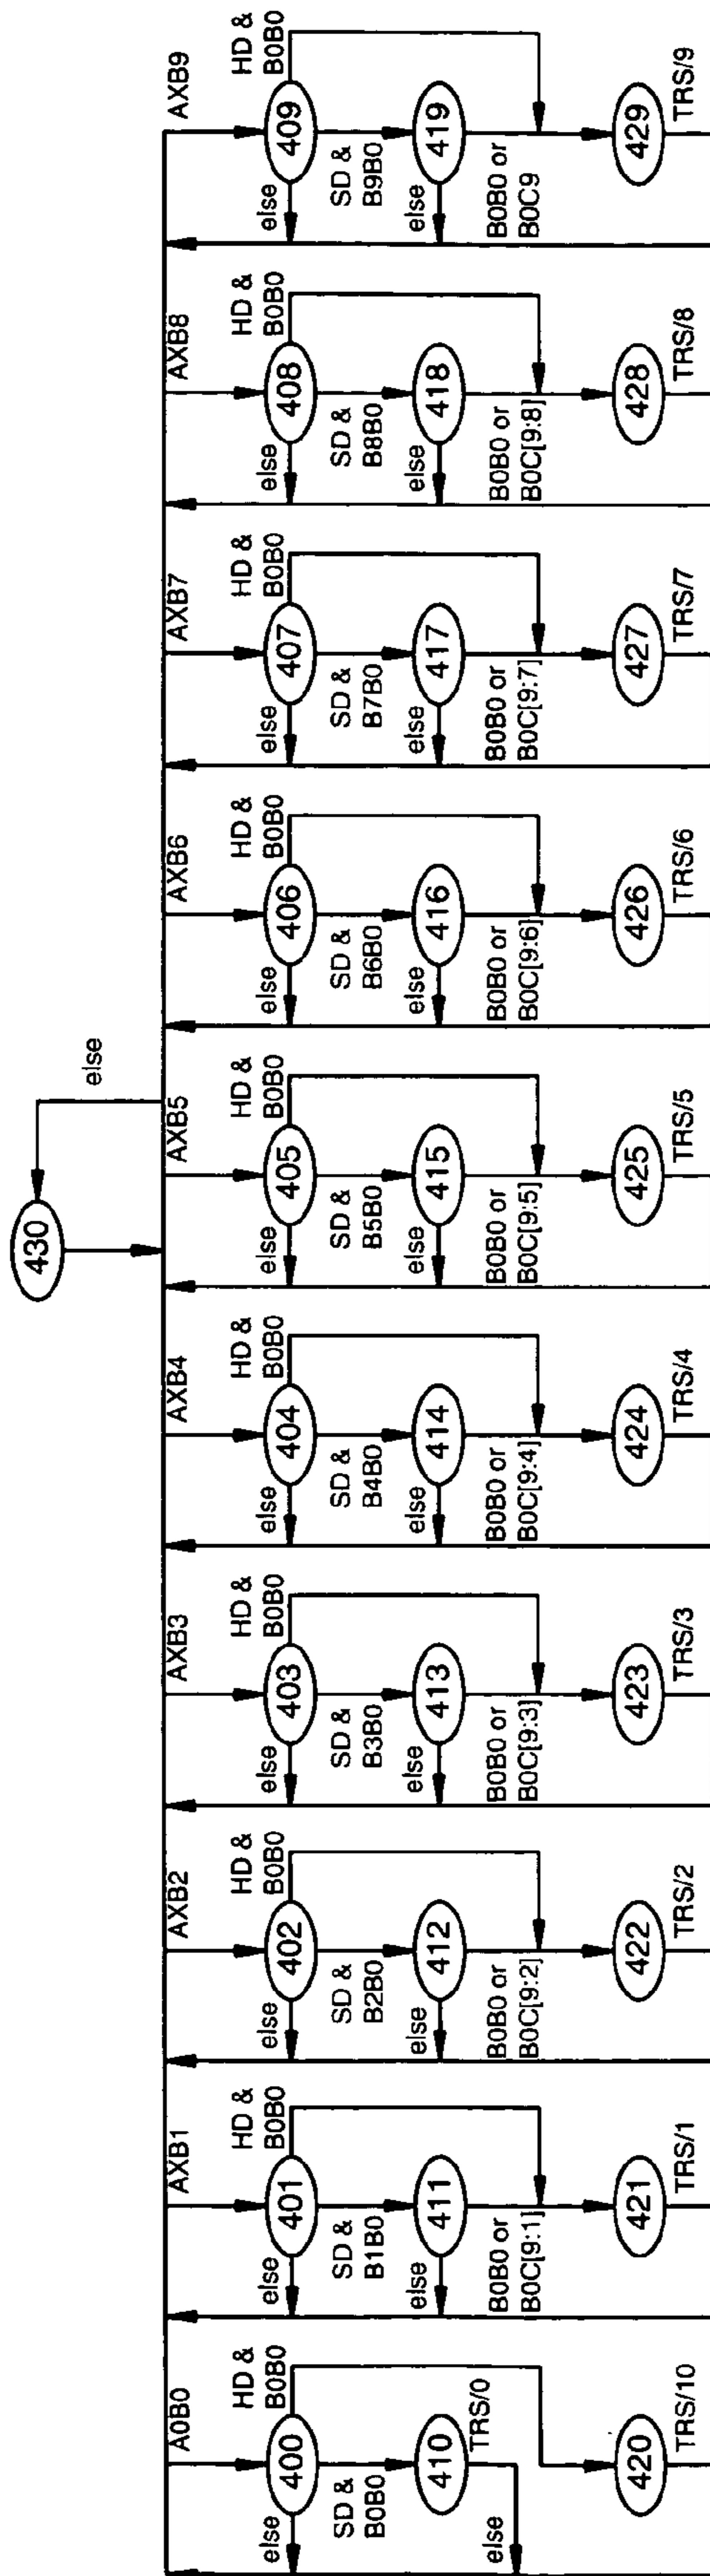 430
else
A0B0
HD &
B0B0
400
else
SD &
B0B0
410
TRS/0
else
420
TRS/10
AXB1
HD &
B0B0
401
else
SD &
B1B0
411
else
B0B0 or
B0C[9:1]
421
TRS/1
AXB2
HD &
B0B0
402
else
SD &
B2B0
412
else
B0B0 or
B0C[9:2]
422
TRS/2
AXB3
HD &
B0B0
403
else
SD &
B3B0
413
else
B0B0 or
B0C[9:3]
423
TRS/3
AXB4
HD &
B0B0
404
else
SD &
B4B0
414
else
B0B0 or
B0C[9:4]
424
TRS/4
AXB5
HD &
B0B0
405
else
SD &
B5B0
415
else
B0B0 or
B0C[9:5]
425
TRS/5
AXB6
HD &
B0B0
406
else
SD &
B6B0
416
else
B0B0 or
B0C[9:6]
426
TRS/6
AXB7
HD &
B0B0
407
else
SD &
B7B0
417
else
B0B0 or
B0C[9:7]
427
TRS/7
AXB8
HD &
B0B0
408
else
SD &
B8B0
418
else
B0B0 or
B0C[9:8]
428
TRS/8
AXB9
HD &
B0B0
409
else
SD &
B9B0
419
else
B0B0 or
B0C9
429
TRS/9